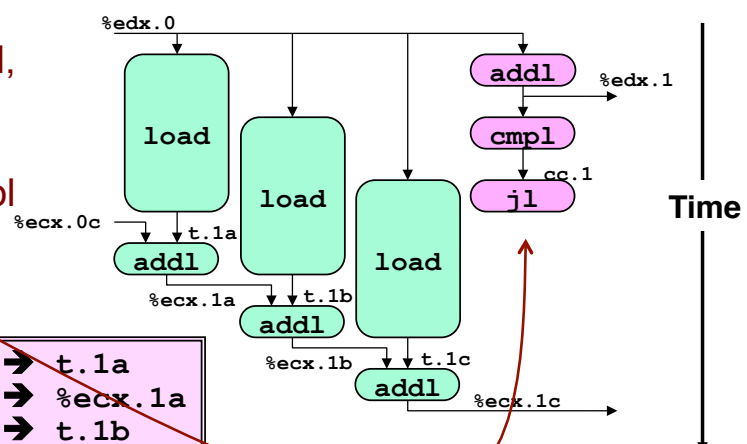 %edx.0
l,
addl
%edx.1
load
cmpl
cc.1
load
jl
ol
Time
%ecx.0c
t.1a
load
addl
%ecx.1a
t.1b
addl
%ecx.1b
t.1c
addl
%ecx.1c
➔ t.1a
➔ %ecx.1a
➔ t.1b